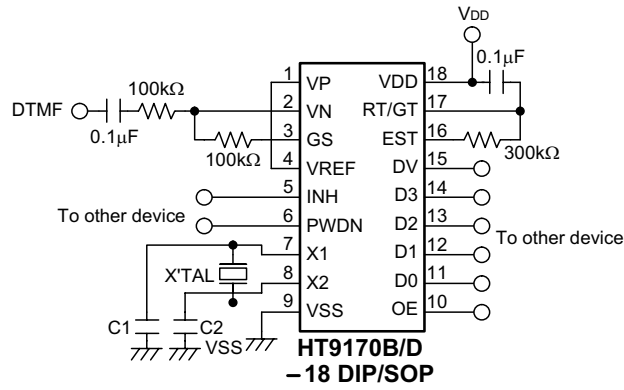 VDD
0.1μF
100kΩ
DTMF
0.1μF
100kΩ
1 VP
2 VN
3 GS
4 VREF
5 INH
6 PWDN
7 X1
8 X2
9 VSS
VDD 18
RT/GT 17
EST 16
DV 15
D3 14
D2 13
D1 12
D0 11
OE 10
300kΩ
To other device
To other device
X'TAL
C1
C2
VSS
HT9170B/D
–18 DIP/SOP